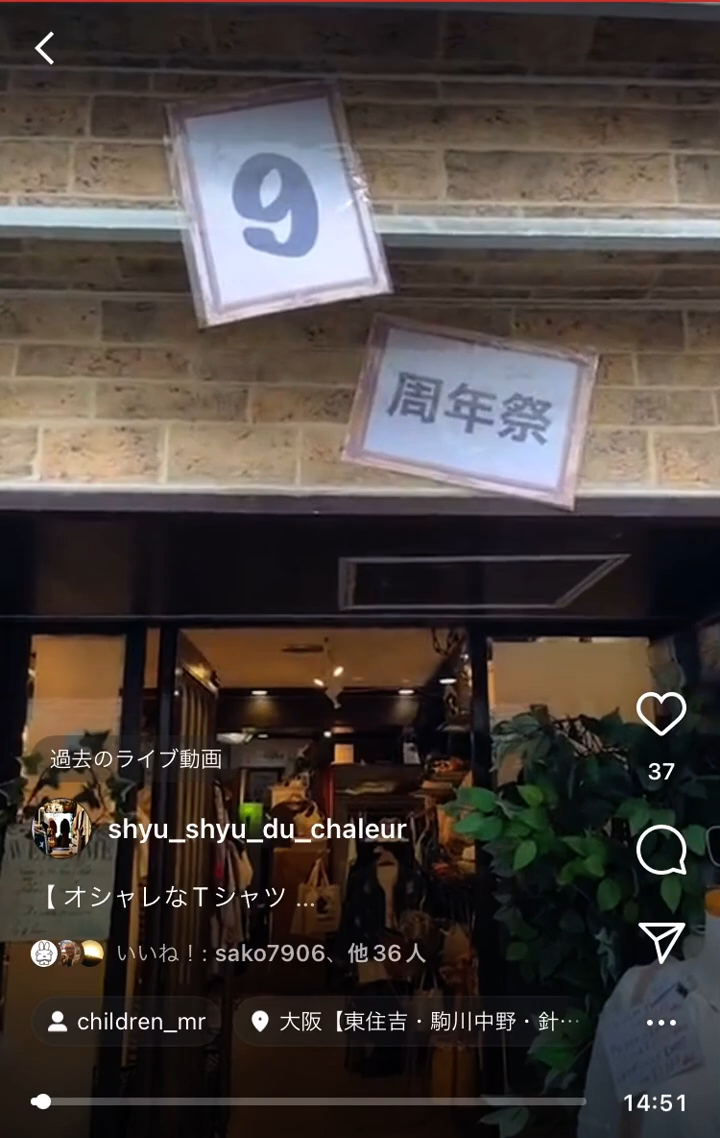 9
周年祭
過去のライブ動画
shyu_shyu_du_chaleur
【 オシャレなTシャツ ...
いいね！: sako7906、他36人
children_mr
大阪【東住吉・駒川中野・針…
37
14:51